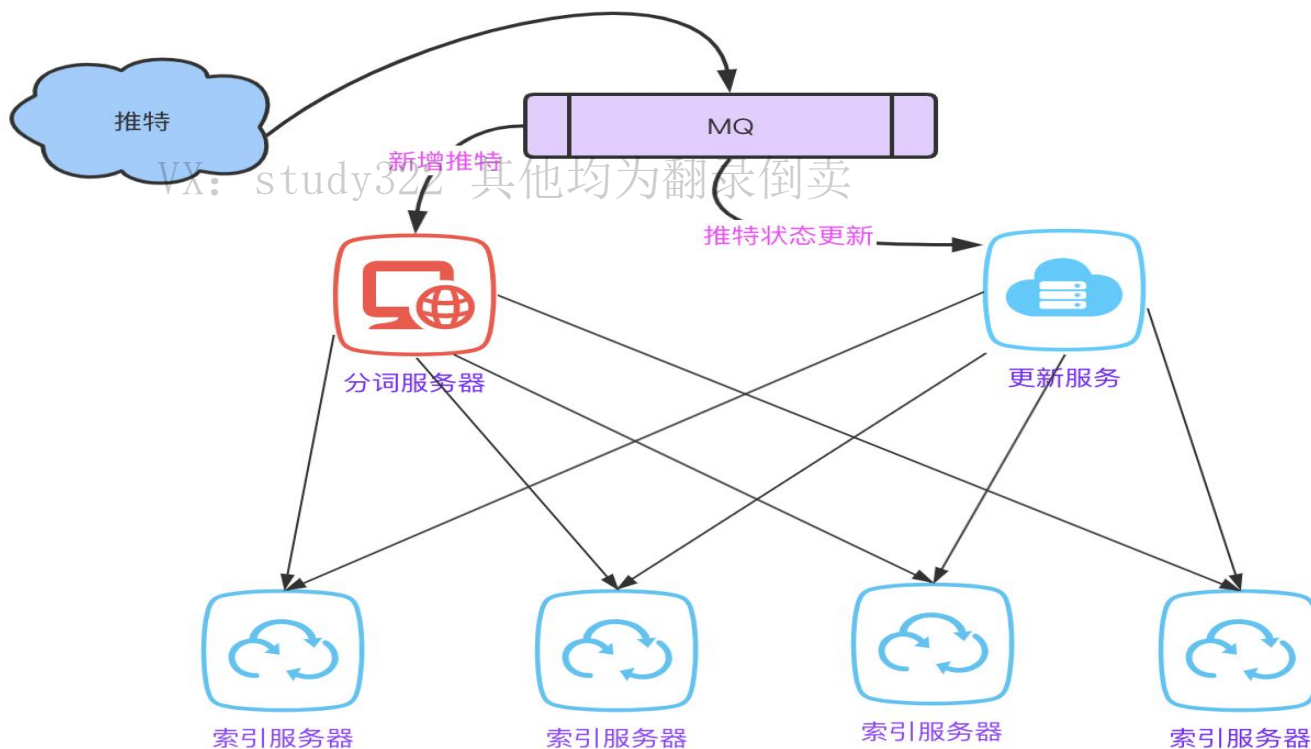 推特
MQ
新增推特
VX: study322 其他均为翻录倒卖
推特状态更新
分词服务器
更新服务
索引服务器
索引服务器
索引服务器
索引服务器